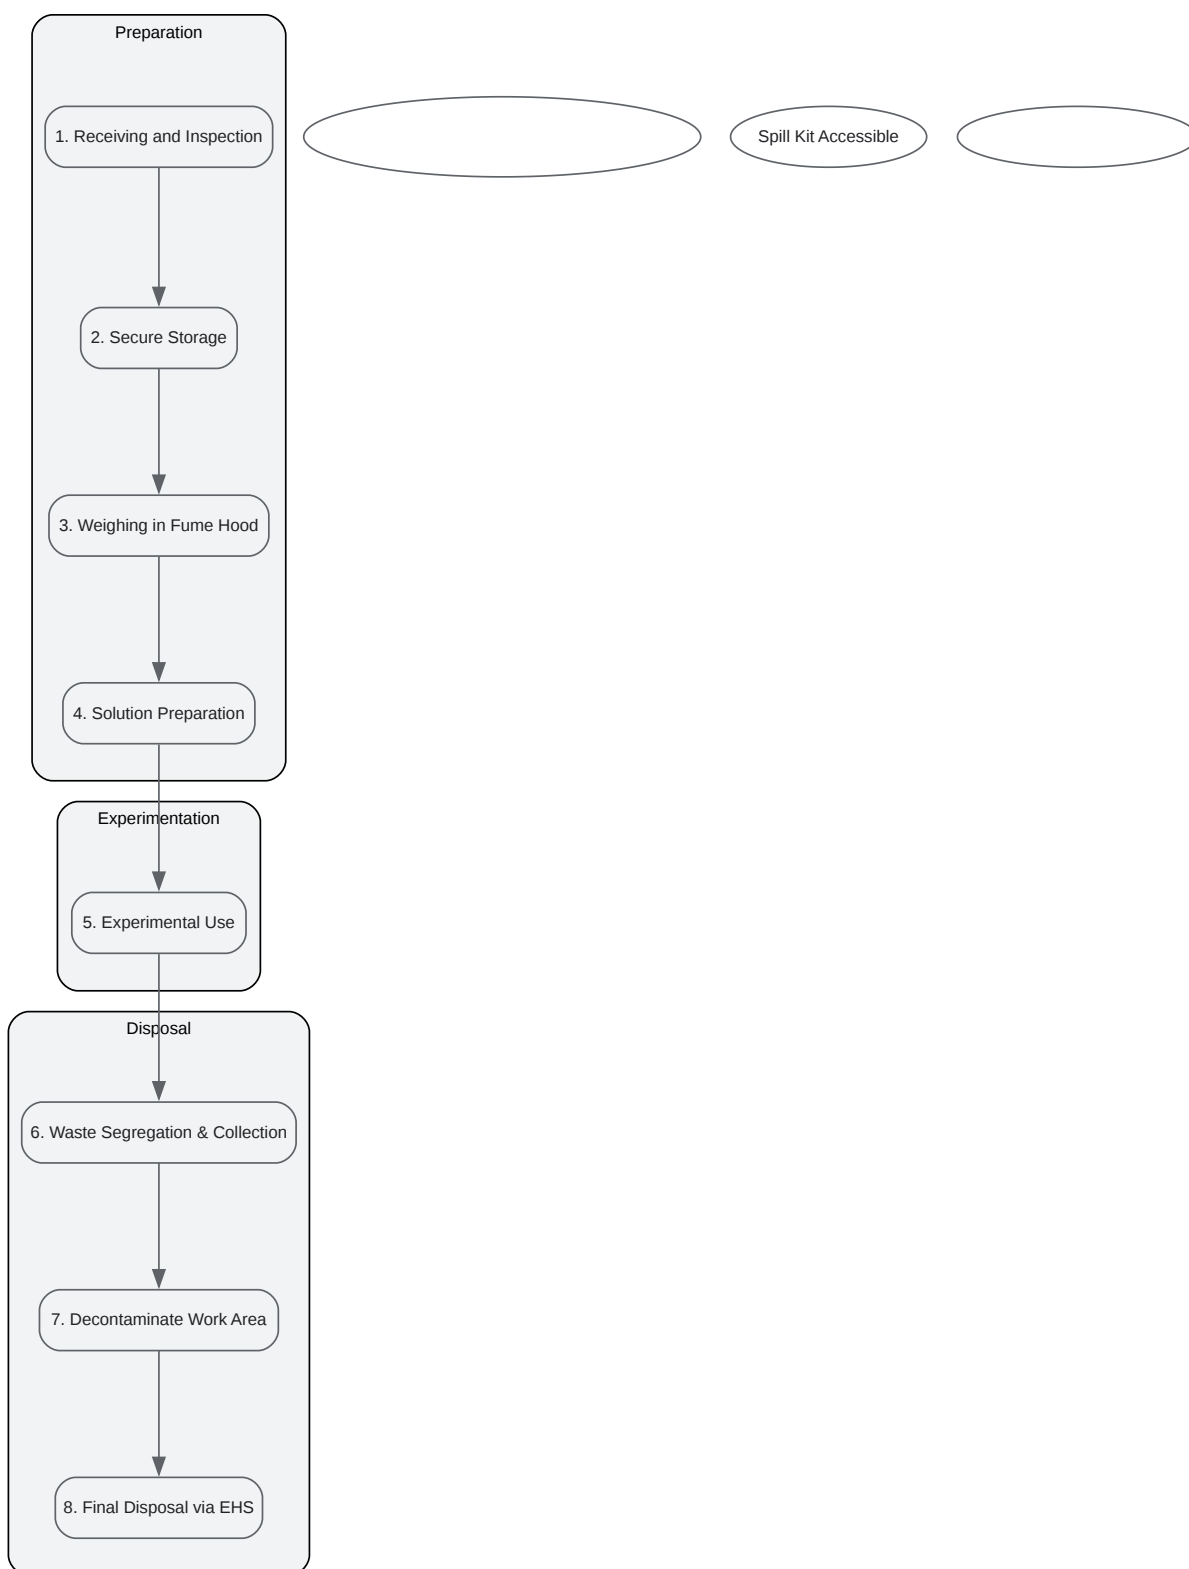 Preparation
1. Receiving and Inspection
Spill Kit Accessible
2. Secure Storage
3. Weighing in Fume Hood
4. Solution Preparation
Experimentation
5. Experimental Use
Disposal
6. Waste Segregation & Collection
7. Decontaminate Work Area
8. Final Disposal via EHS